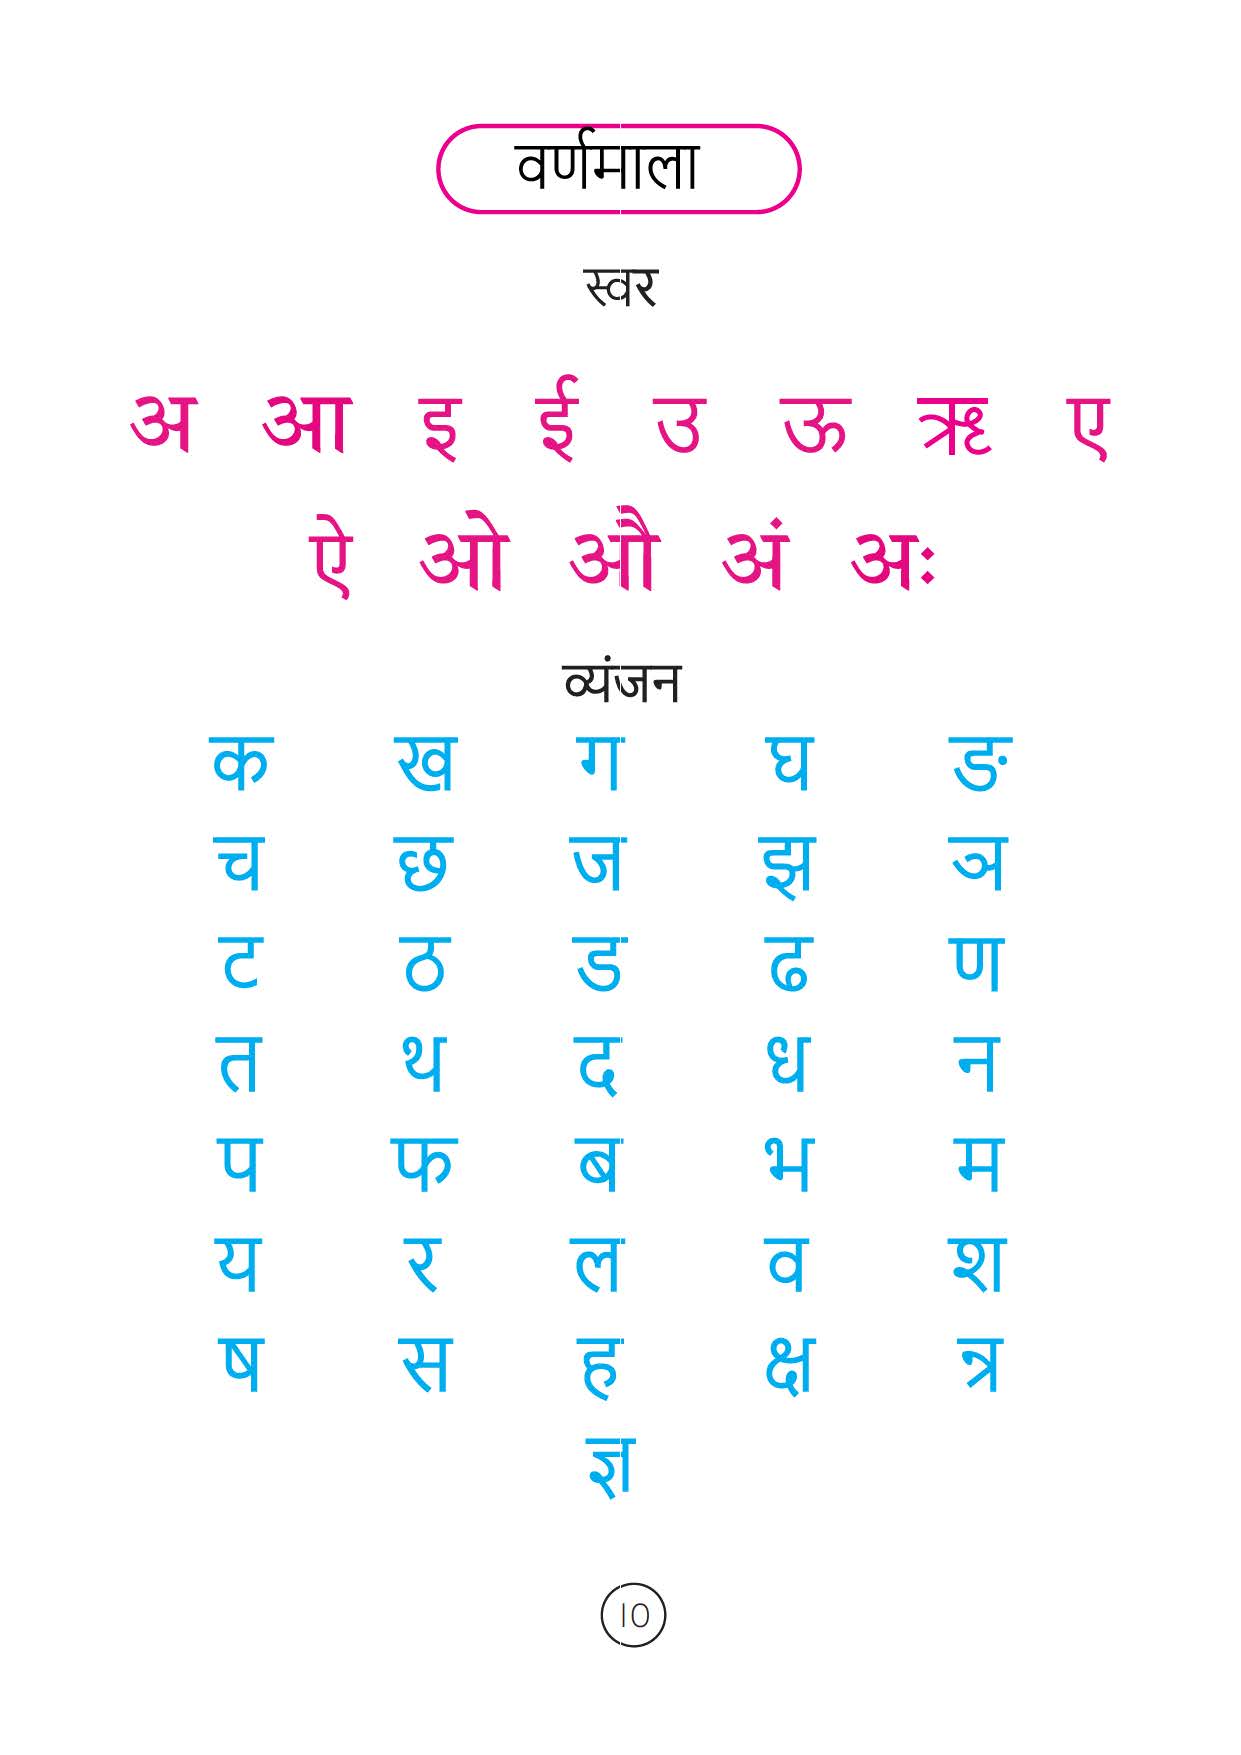 वर्णमाला
स्वर
अ आ इ ई उ ऊ ऋ ए
ऐ ओ औ अं अः
व्यंजन
क ख ग घ ङ
च छ ज झ ञ
ट ठ ड ढ ण
त थ द ध न
प फ ब भ म
य र ल व श
ष स ह क्ष त्र
ज्ञ
10